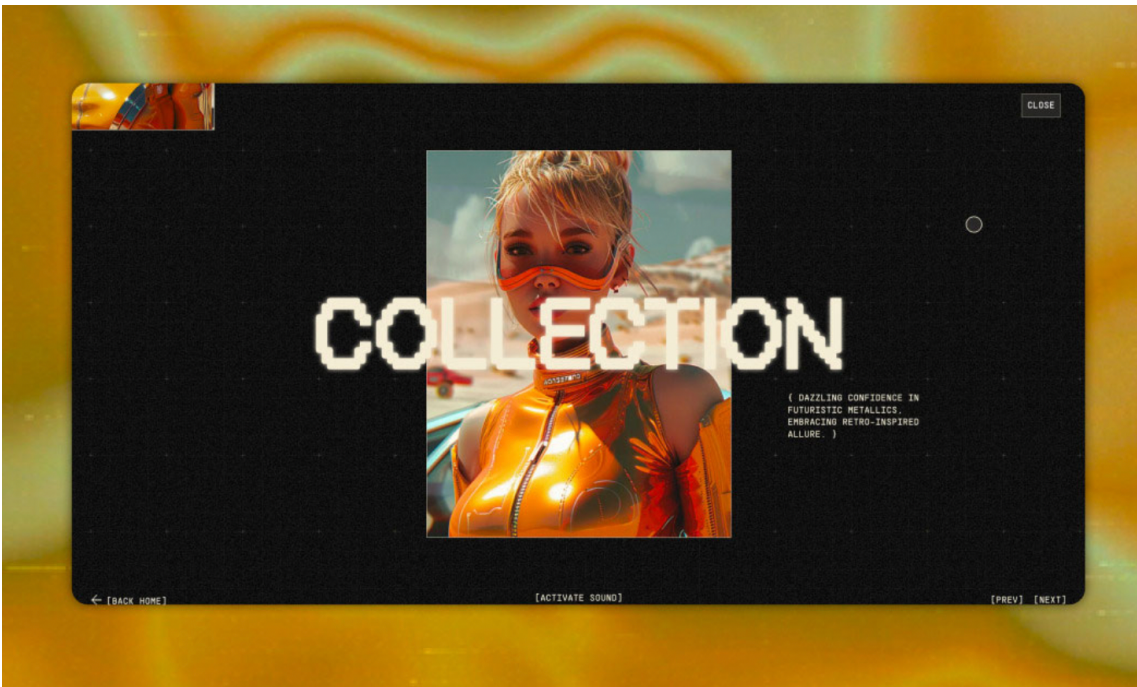 CLOSE
COLLECTION
{ DAZZLING CONFIDENCE IN
FUTURISTIC METALLICS,
EMBRACING RETRO-INSPIRED
ALLURE. }
← [BACK HOME]
[ACTIVATE SOUND]
[PREV] [NEXT]